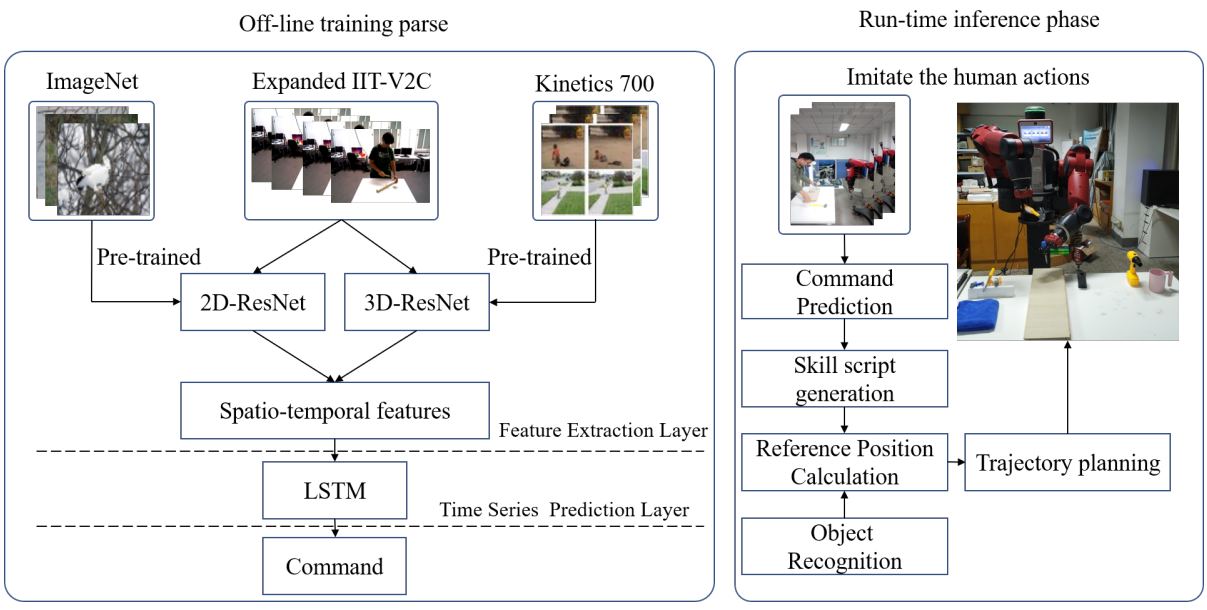 Off-line training parse
ImageNet
Expanded IIT-V2C
Kinetics 700
Pre-trained
Pre-trained
2D-ResNet
3D-ResNet
Spatio-temporal features
Feature Extraction Layer
LSTM
Time Series Prediction Layer
Command
Run-time inference phase
Imitate the human actions
Command
Prediction
Skill script
generation
Reference Position
Calculation
Trajectory planning
Object
Recognition